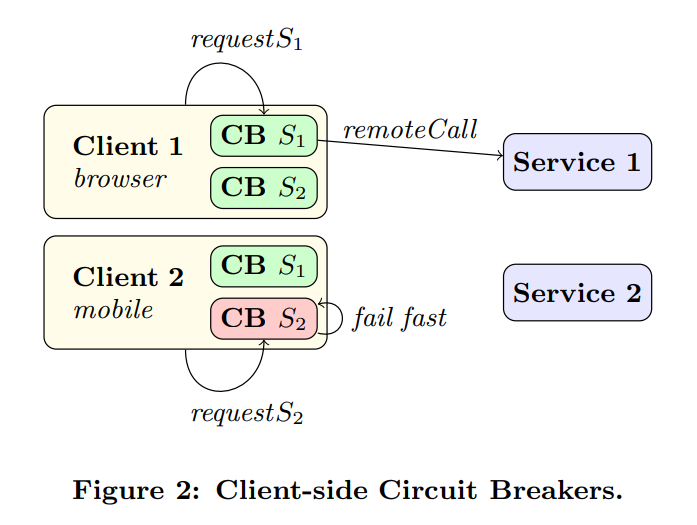 requestS₁
Client 1
browser
CB S₁
CB S₂
remoteCall
Service 1
Client 2
mobile
CB S₁
CB S₂
fail fast
Service 2
requestS₂
Figure 2: Client-side Circuit Breakers.